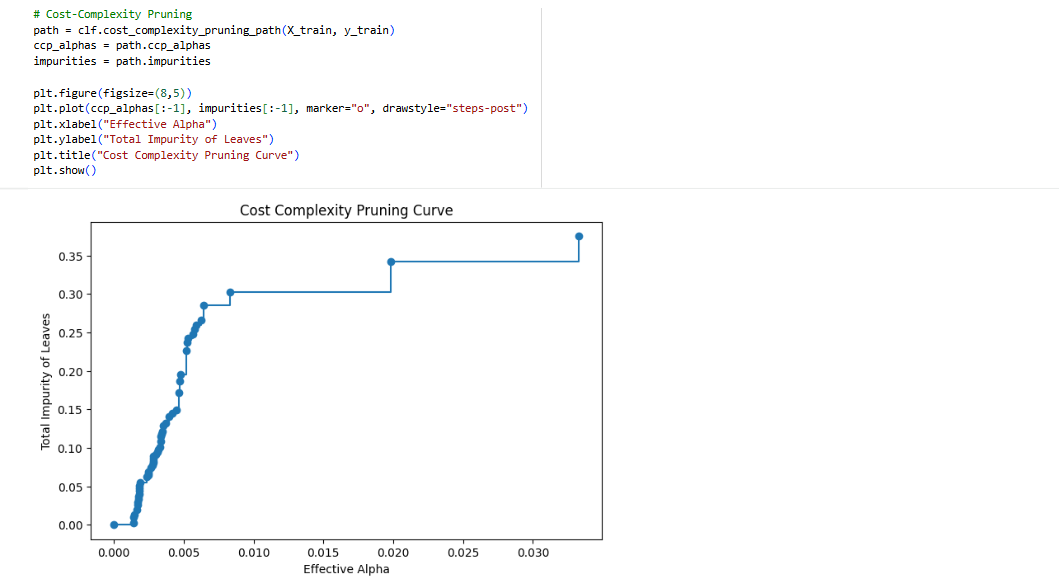 # Cost-Complexity Pruning
path = clf.cost_complexity_pruning_path(X_train, y_train)
ccp_alphas = path.ccp_alphas
impurities = path.impurities
plt.figure(figsize=(8,5))
plt.plot(ccp_alphas[:-1], impurities[:-1], marker="o", drawstyle="steps-post")
plt.xlabel("Effective Alpha")
plt.ylabel("Total Impurity of Leaves")
plt.title("Cost Complexity Pruning Curve")
plt.show()
Cost Complexity Pruning Curve
Total Impurity of Leaves
0.35
0.30
0.25
0.20
0.15
0.10
0.05
0.00
0.000 0.005 0.010 0.015 0.020 0.025 0.030
Effective Alpha